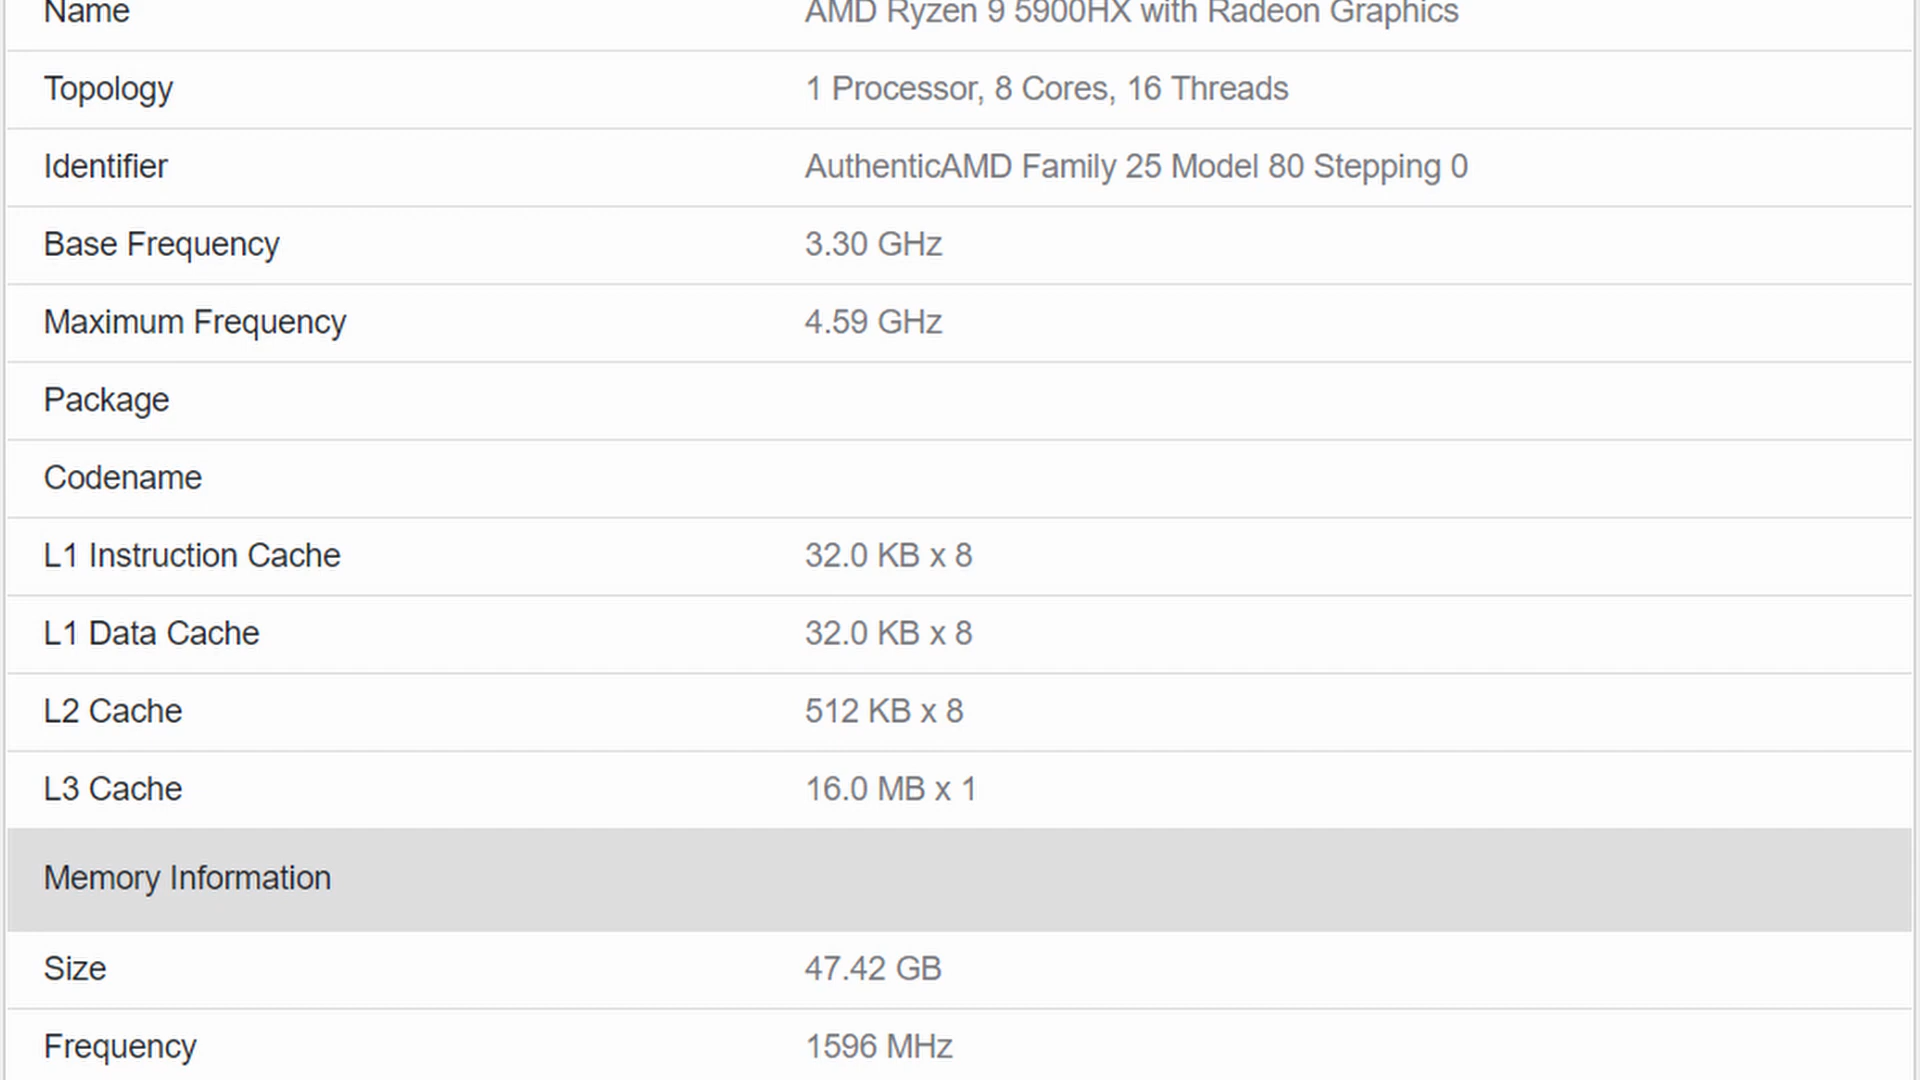 Name AMD Ryzen 9 5900HX with Radeon Graphics
Topology 1 Processor, 8 Cores, 16 Threads
Identifier AuthenticAMD Family 25 Model 80 Stepping 0
Base Frequency 3.30 GHz
Maximum Frequency 4.59 GHz
Package
Codename
L1 Instruction Cache 32.0 KB x 8
L1 Data Cache 32.0 KB x 8
L2 Cache 512 KB x 8
L3 Cache 16.0 MB x 1
Memory Information
Size 47.42 GB
Frequency 1596 MHz